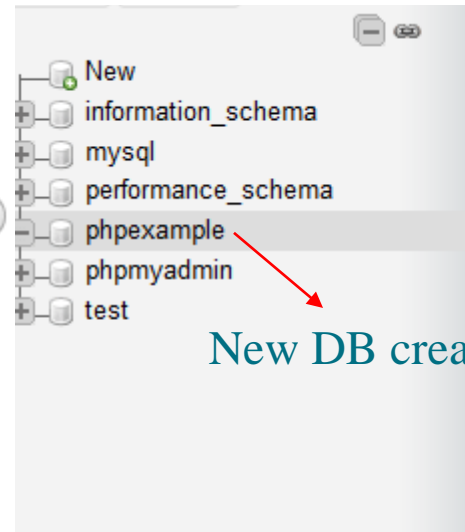 New
information_schema
mysql
performance_schema
phpexample
phpmyadmin
test
New DB crea